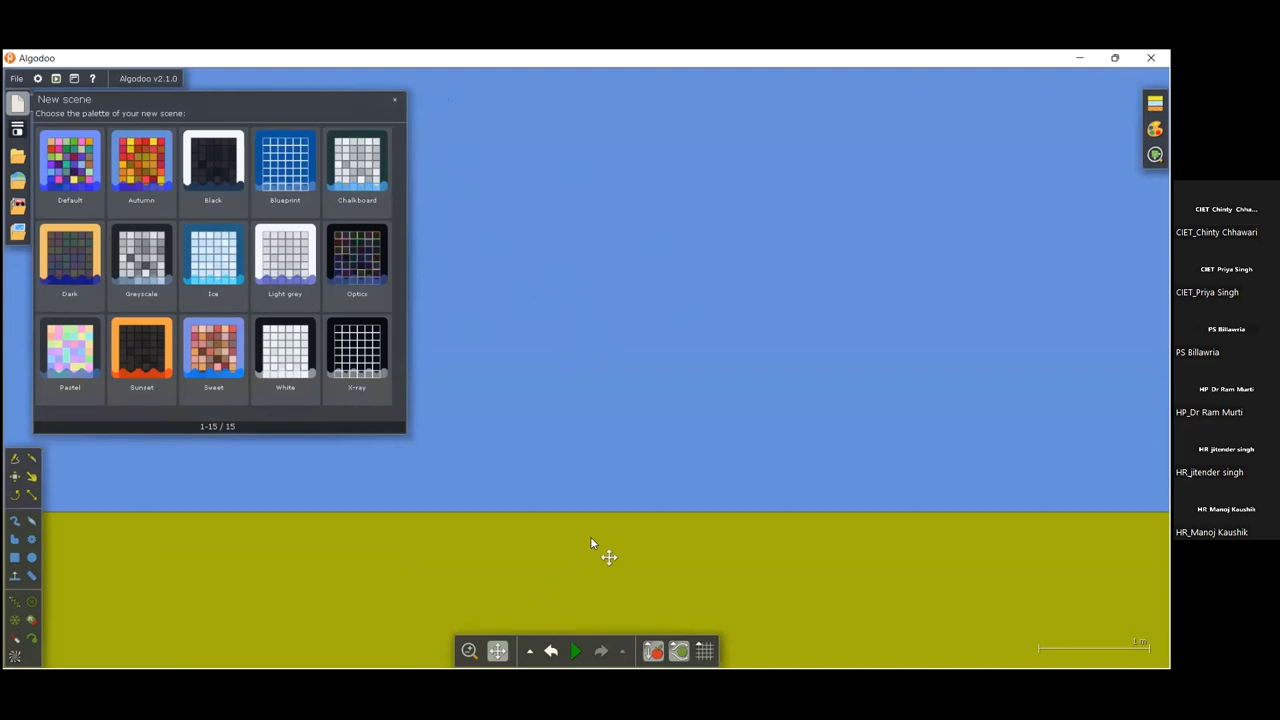 Algodoo
File
?
Algodoo v2.1.0
New scene
×
Choose the palette of your new scene:
Default
Autumn
Black
Blueprint
Chalkboard
Dark
Greyscale
Ice
Light grey
Optics
Pastel
Sunset
Sweet
White
X-ray
1-15 / 15
1 m
CIET_Chinty Chha...
CIET_Chinty Chhawari
CIET_Priya Singh
CIET_Priya Singh
PS Billawria
PS Billawria
HP_Dr Ram Murti
HP_Dr Ram Murti
HR_jitender singh
HR_jitender singh
HR_Manoj Kaushik
HR_Manoj Kaushik